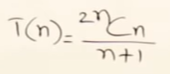 T(n) = ²ⁿCₙ / n+1